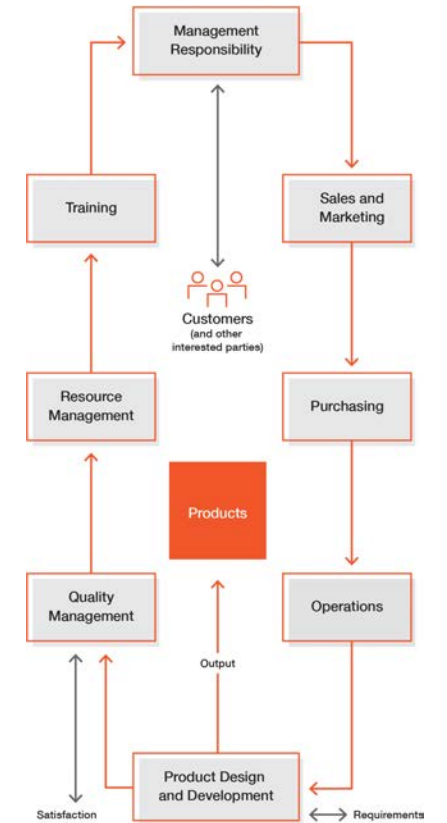 Management
Responsibility
Training
Sales and
Marketing
Customers
(and other
interested parties)
Resource
Management
Purchasing
Products
Quality
Management
Operations
Output
Product Design
and Development
Satisfaction
Requirements